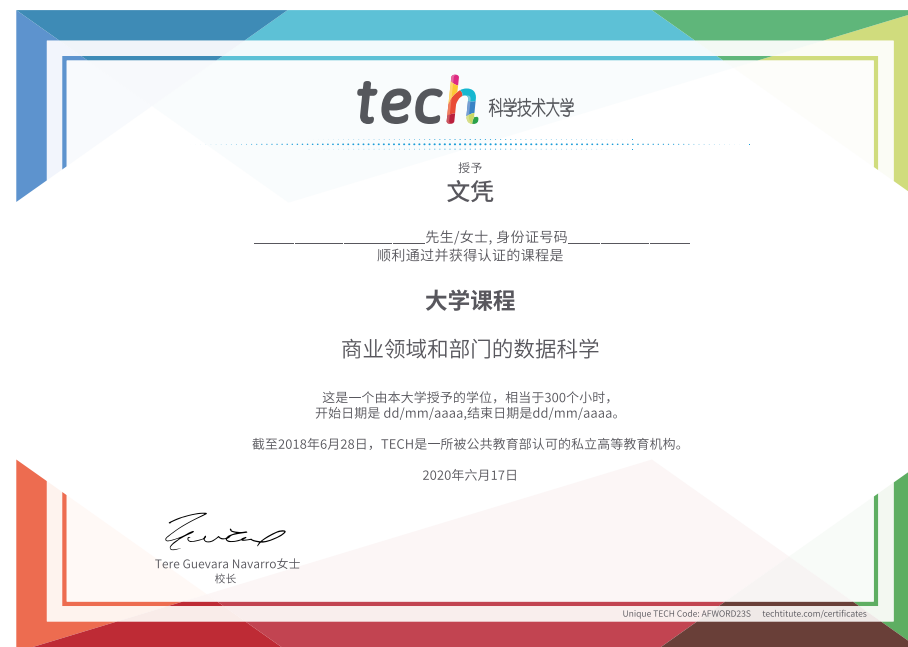 tech 科学技术大学
授予
文凭
先生/女士, 身份证号码
顺利通过并获得认证的课程是
大学课程
商业领域和部门的数据科学
这是一个由本大学授予的学位，相当于300个小时，
开始日期是 dd/mm/aaaa,结束日期是dd/mm/aaaa。
截至2018年6月28日，TECH是一所被公共教育部认可的私立高等教育机构。
2020年六月17日
Tere Guevara Navarro女士
校长
Unique TECH Code: AFWORD23S techtitute.com/certificates